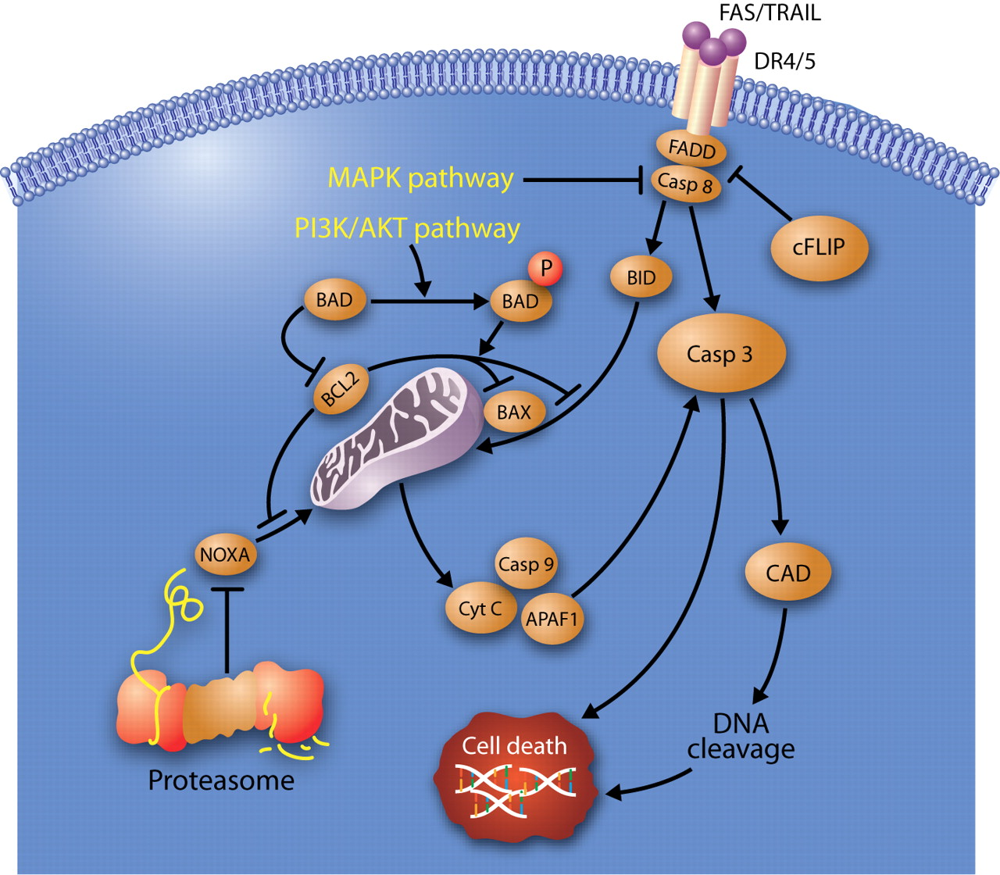 FAS/TRAIL
DR4/5
FADD
MAPK pathway
Casp 8
PI3K/AKT pathway
cFLIP
P
BID
BAD
BAD
Casp 3
BCL2
BAX
NOXA
Casp 9
CAD
Cyt C
APAF1
DNA
cleavage
Cell death
Proteasome